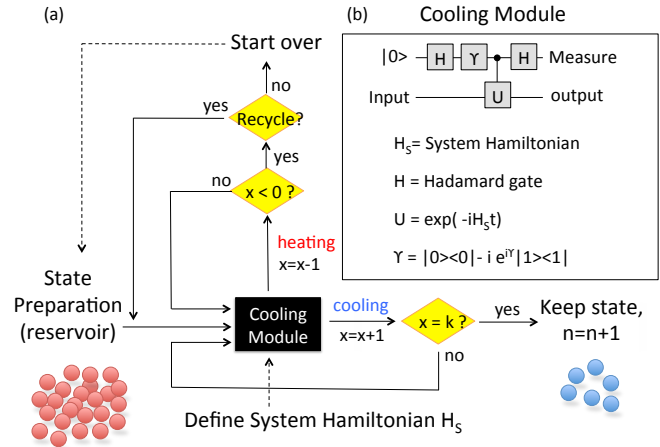 (a)
Start over
no
yes
Recycle?
yes
no
x < 0 ?
heating
x=x-1
State
Preparation
(reservoir)
Cooling
Module
cooling
x=x+1
x = k ?
yes
no
Keep state,
n=n+1
Define System Hamiltonian H_S
(b)
Cooling Module
|0> H ϒ H Measure
U
Input output
H_S= System Hamiltonian
H = Hadamard gate
U = exp( -iH_St)
ϒ = |0><0|- i e^{iϒ}|1><1|